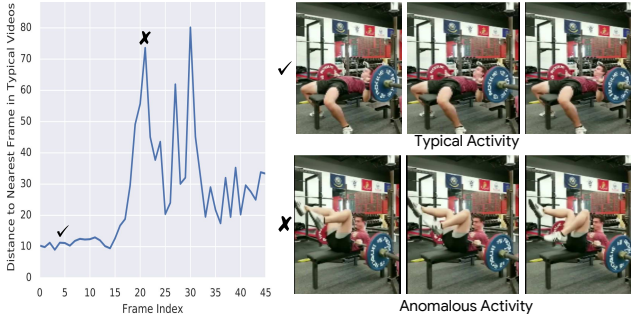 Distance to Nearest Frame in Typical Videos
80
70
60
50
40
30
20
10
0
0 5 10 15 20 25 30 35 40 45
Frame Index
✓
✗
✓
Typical Activity
✗
Anomalous Activity